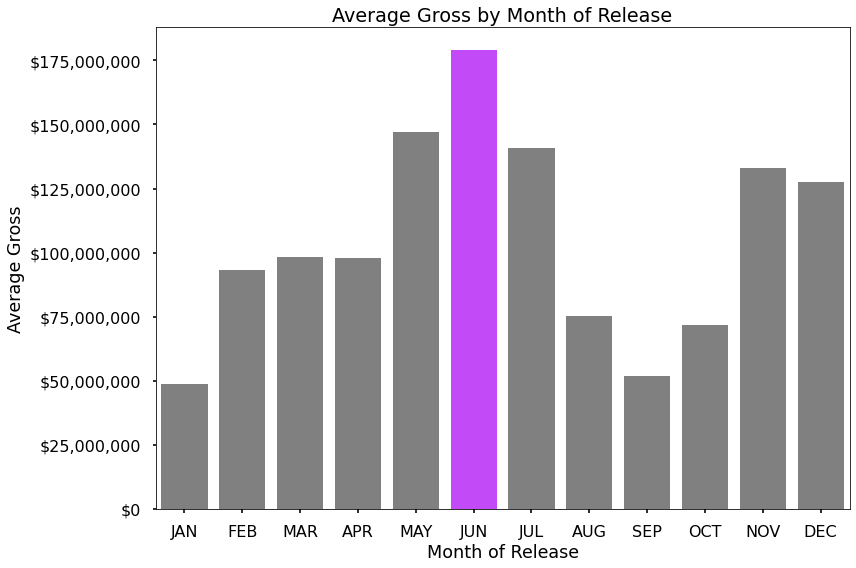 Average Gross by Month of Release
Average Gross
$175,000,000
$150,000,000
$125,000,000
$100,000,000
$75,000,000
$50,000,000
$25,000,000
$0
JAN FEB MAR APR MAY JUN JUL AUG SEP OCT NOV DEC
Month of Release